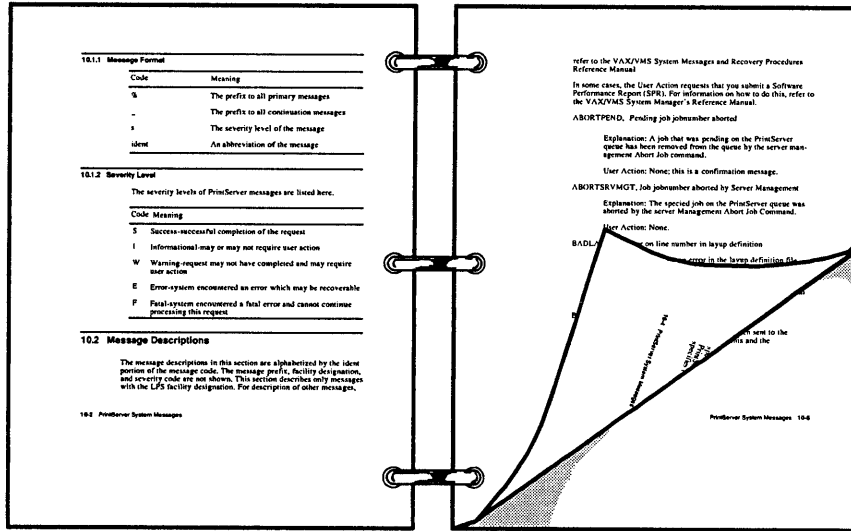 10.1.1 Message Format
Code Meaning
% The prefix to all primary messages
_ The prefix to all continuation messages
s The severity level of the message
ident An abbreviation of the message
10.1.2 Severity Level
The severity levels of PrintServer messages are listed here.
Code Meaning
S Success-successful completion of the request
I Informational-may or may not require user action
W Warning-request may not have completed and may require
user action
E Error-system encountered an error which may be recoverable
F Fatal-system encountered a fatal error and cannot continue
processing this request
10.2 Message Descriptions
The message descriptions in this section are alphabetized by the ident
portion of the message code. The message prefix, facility designation,
and severity code are not shown. This section describes only messages
with the LPS facility designation. For description of other messages,
10-2 PrintServer System Messages
refer to the VAX/VMS System Messages and Recovery Procedures
Reference Manual
In some cases, the User Action requests that you submit a Software
Performance Report (SPR). For information on how to do this, refer to
the VAX/VMS System Manager's Reference Manual.
ABORTPEND, Pending job jobnumber aborted
Explanation: A job that was pending on the PrintServer
queue has been removed from the queue by the server man-
agement Abort Job command.
User Action: None; this is a confirmation message.
ABORTSRVMGT, Job jobnumber aborted by Server Management
Explanation: The specied job on the PrintServer queue was
aborted by the server Management Abort Job Command.
User Action: None.
BADLA on line number in layup definition
error in the layup definition file
sent to the
and the
10-4 PrintServer System Messages
specifies
PrintServer System Messages 10-5